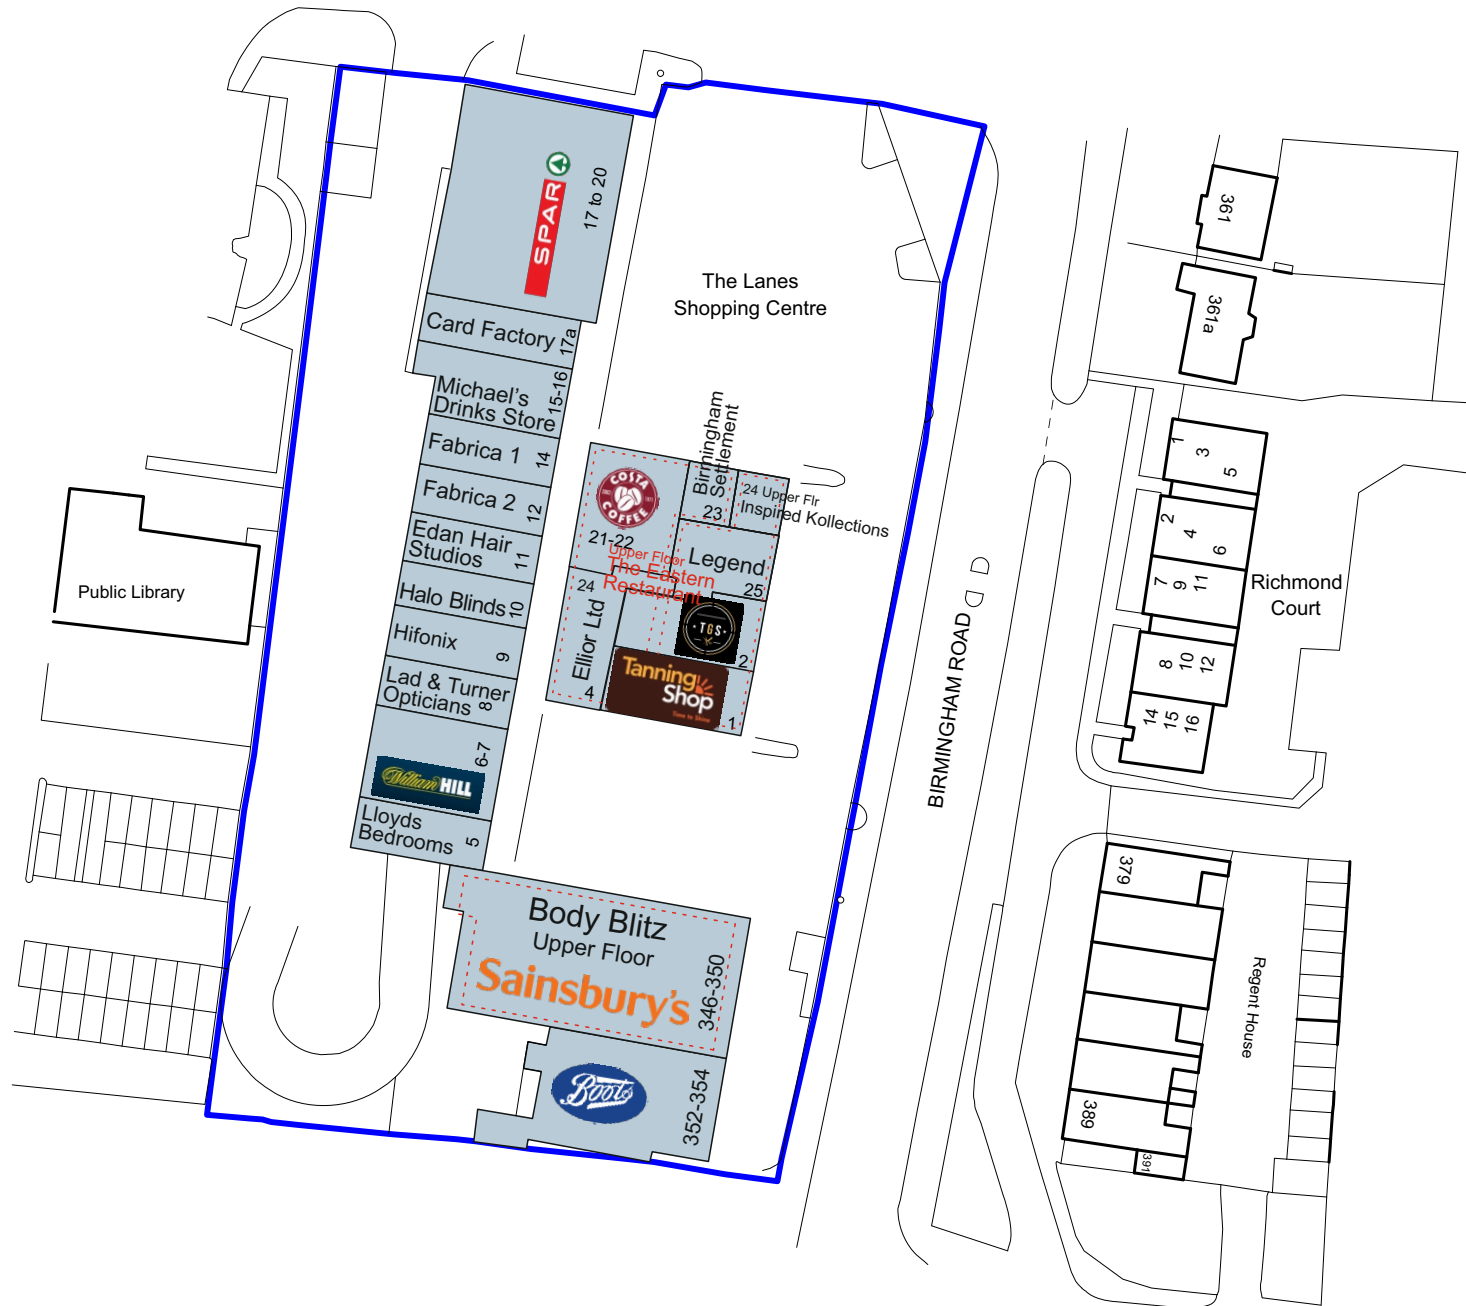 SPAR
17 to 20
The Lanes
Shopping Centre
Card Factory
17a
Michael's
Drinks Store
15-16
Fabrica 1
14
Fabrica 2
12
Edan Hair
Studios
11
Halo Blinds
10
Hifonix
9
Lad & Turner
Opticians
8
William HILL
6-7
Lloyds
Bedrooms
5
COSTA
COFFEE
21-22
Birmingham
Settlement
23
24 Upper Flr
Inspired Kollections
Upper Floor
The Eastern
Restaurant
Legend
25
24
Ellior Ltd
4
TGS
2
Tanning
Shop
Time to Shine
1
Body Blitz
Upper Floor
Sainsbury's
346-350
Boots
352-354
Public Library
BIRMINGHAM ROAD
361
361a
1
3
5
2
4
6
7
9
11
8
10
12
14
15
16
Richmond
Court
379
389
391
Regent House